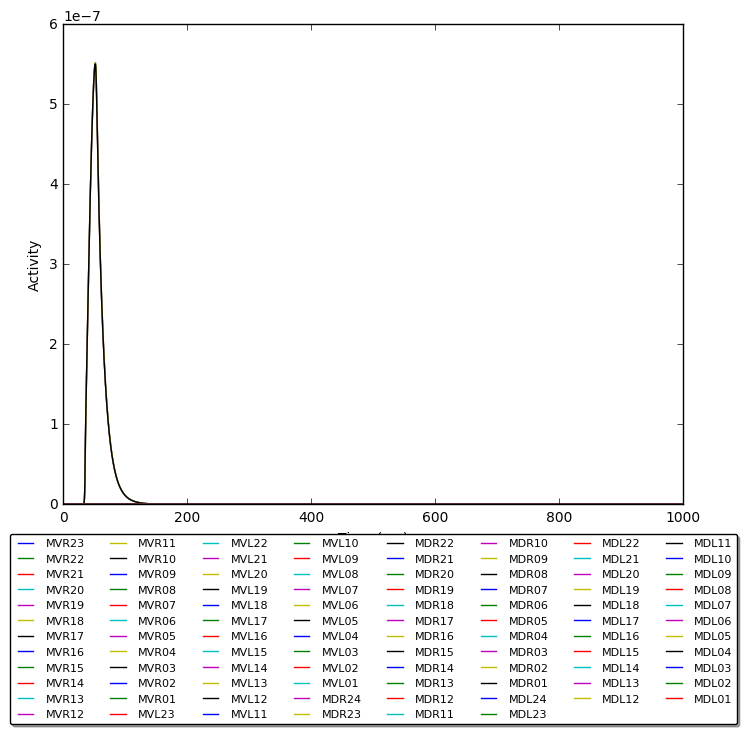 1e−7
6
5
4
3
2
1
0
Activity
0 200 400 600 800 1000
MVR23 MVR11 MVL22 MVL10 MDR22 MDR10 MDL22 MDL11
MVR22 MVR10 MVL21 MVL09 MDR21 MDR09 MDL21 MDL10
MVR21 MVR09 MVL20 MVL08 MDR20 MDR08 MDL20 MDL09
MVR20 MVR08 MVL19 MVL07 MDR19 MDR07 MDL19 MDL08
MVR19 MVR07 MVL18 MVL06 MDR18 MDR06 MDL18 MDL07
MVR18 MVR06 MVL17 MVL05 MDR17 MDR05 MDL17 MDL06
MVR17 MVR05 MVL16 MVL04 MDR16 MDR04 MDL16 MDL05
MVR16 MVR04 MVL15 MVL03 MDR15 MDR03 MDL15 MDL04
MVR15 MVR03 MVL14 MVL02 MDR14 MDR02 MDL14 MDL03
MVR14 MVR02 MVL13 MVL01 MDR13 MDR01 MDL13 MDL02
MVR13 MVR01 MVL12 MDR24 MDR12 MDL24 MDL12 MDL01
MVR12 MVL23 MVL11 MDR23 MDR11 MDL23